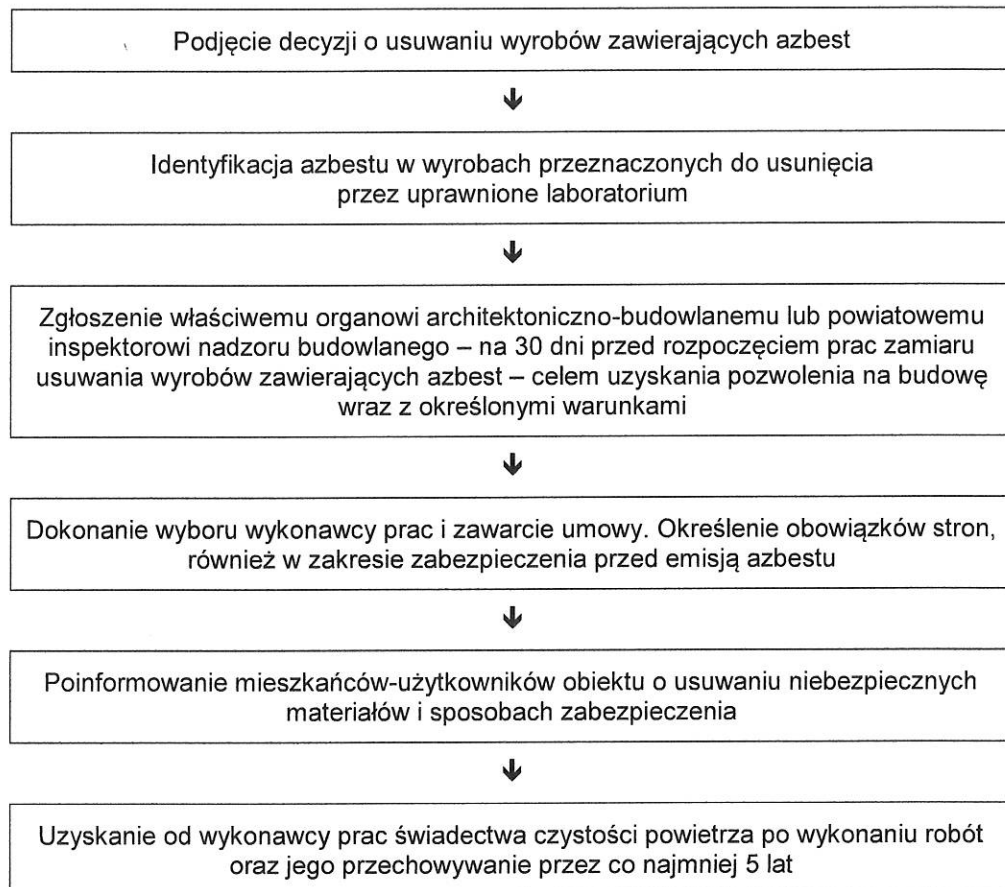 Podjęcie decyzji o usuwaniu wyrobów zawierających azbest
Identyfikacja azbestu w wyrobach przeznaczonych do usunięcia
przez uprawnione laboratorium
Zgłoszenie właściwemu organowi architektoniczno-budowlanemu lub powiatowemu
inspektorowi nadzoru budowlanego – na 30 dni przed rozpoczęciem prac zamiaru
usuwania wyrobów zawierających azbest – celem uzyskania pozwolenia na budowę
wraz z określonymi warunkami
Dokonanie wyboru wykonawcy prac i zawarcie umowy. Określenie obowiązków stron,
również w zakresie zabezpieczenia przed emisją azbestu
Poinformowanie mieszkańców-użytkowników obiektu o usuwaniu niebezpiecznych
materiałów i sposobach zabezpieczenia
Uzyskanie od wykonawcy prac świadectwa czystości powietrza po wykonaniu robót
oraz jego przechowywanie przez co najmniej 5 lat